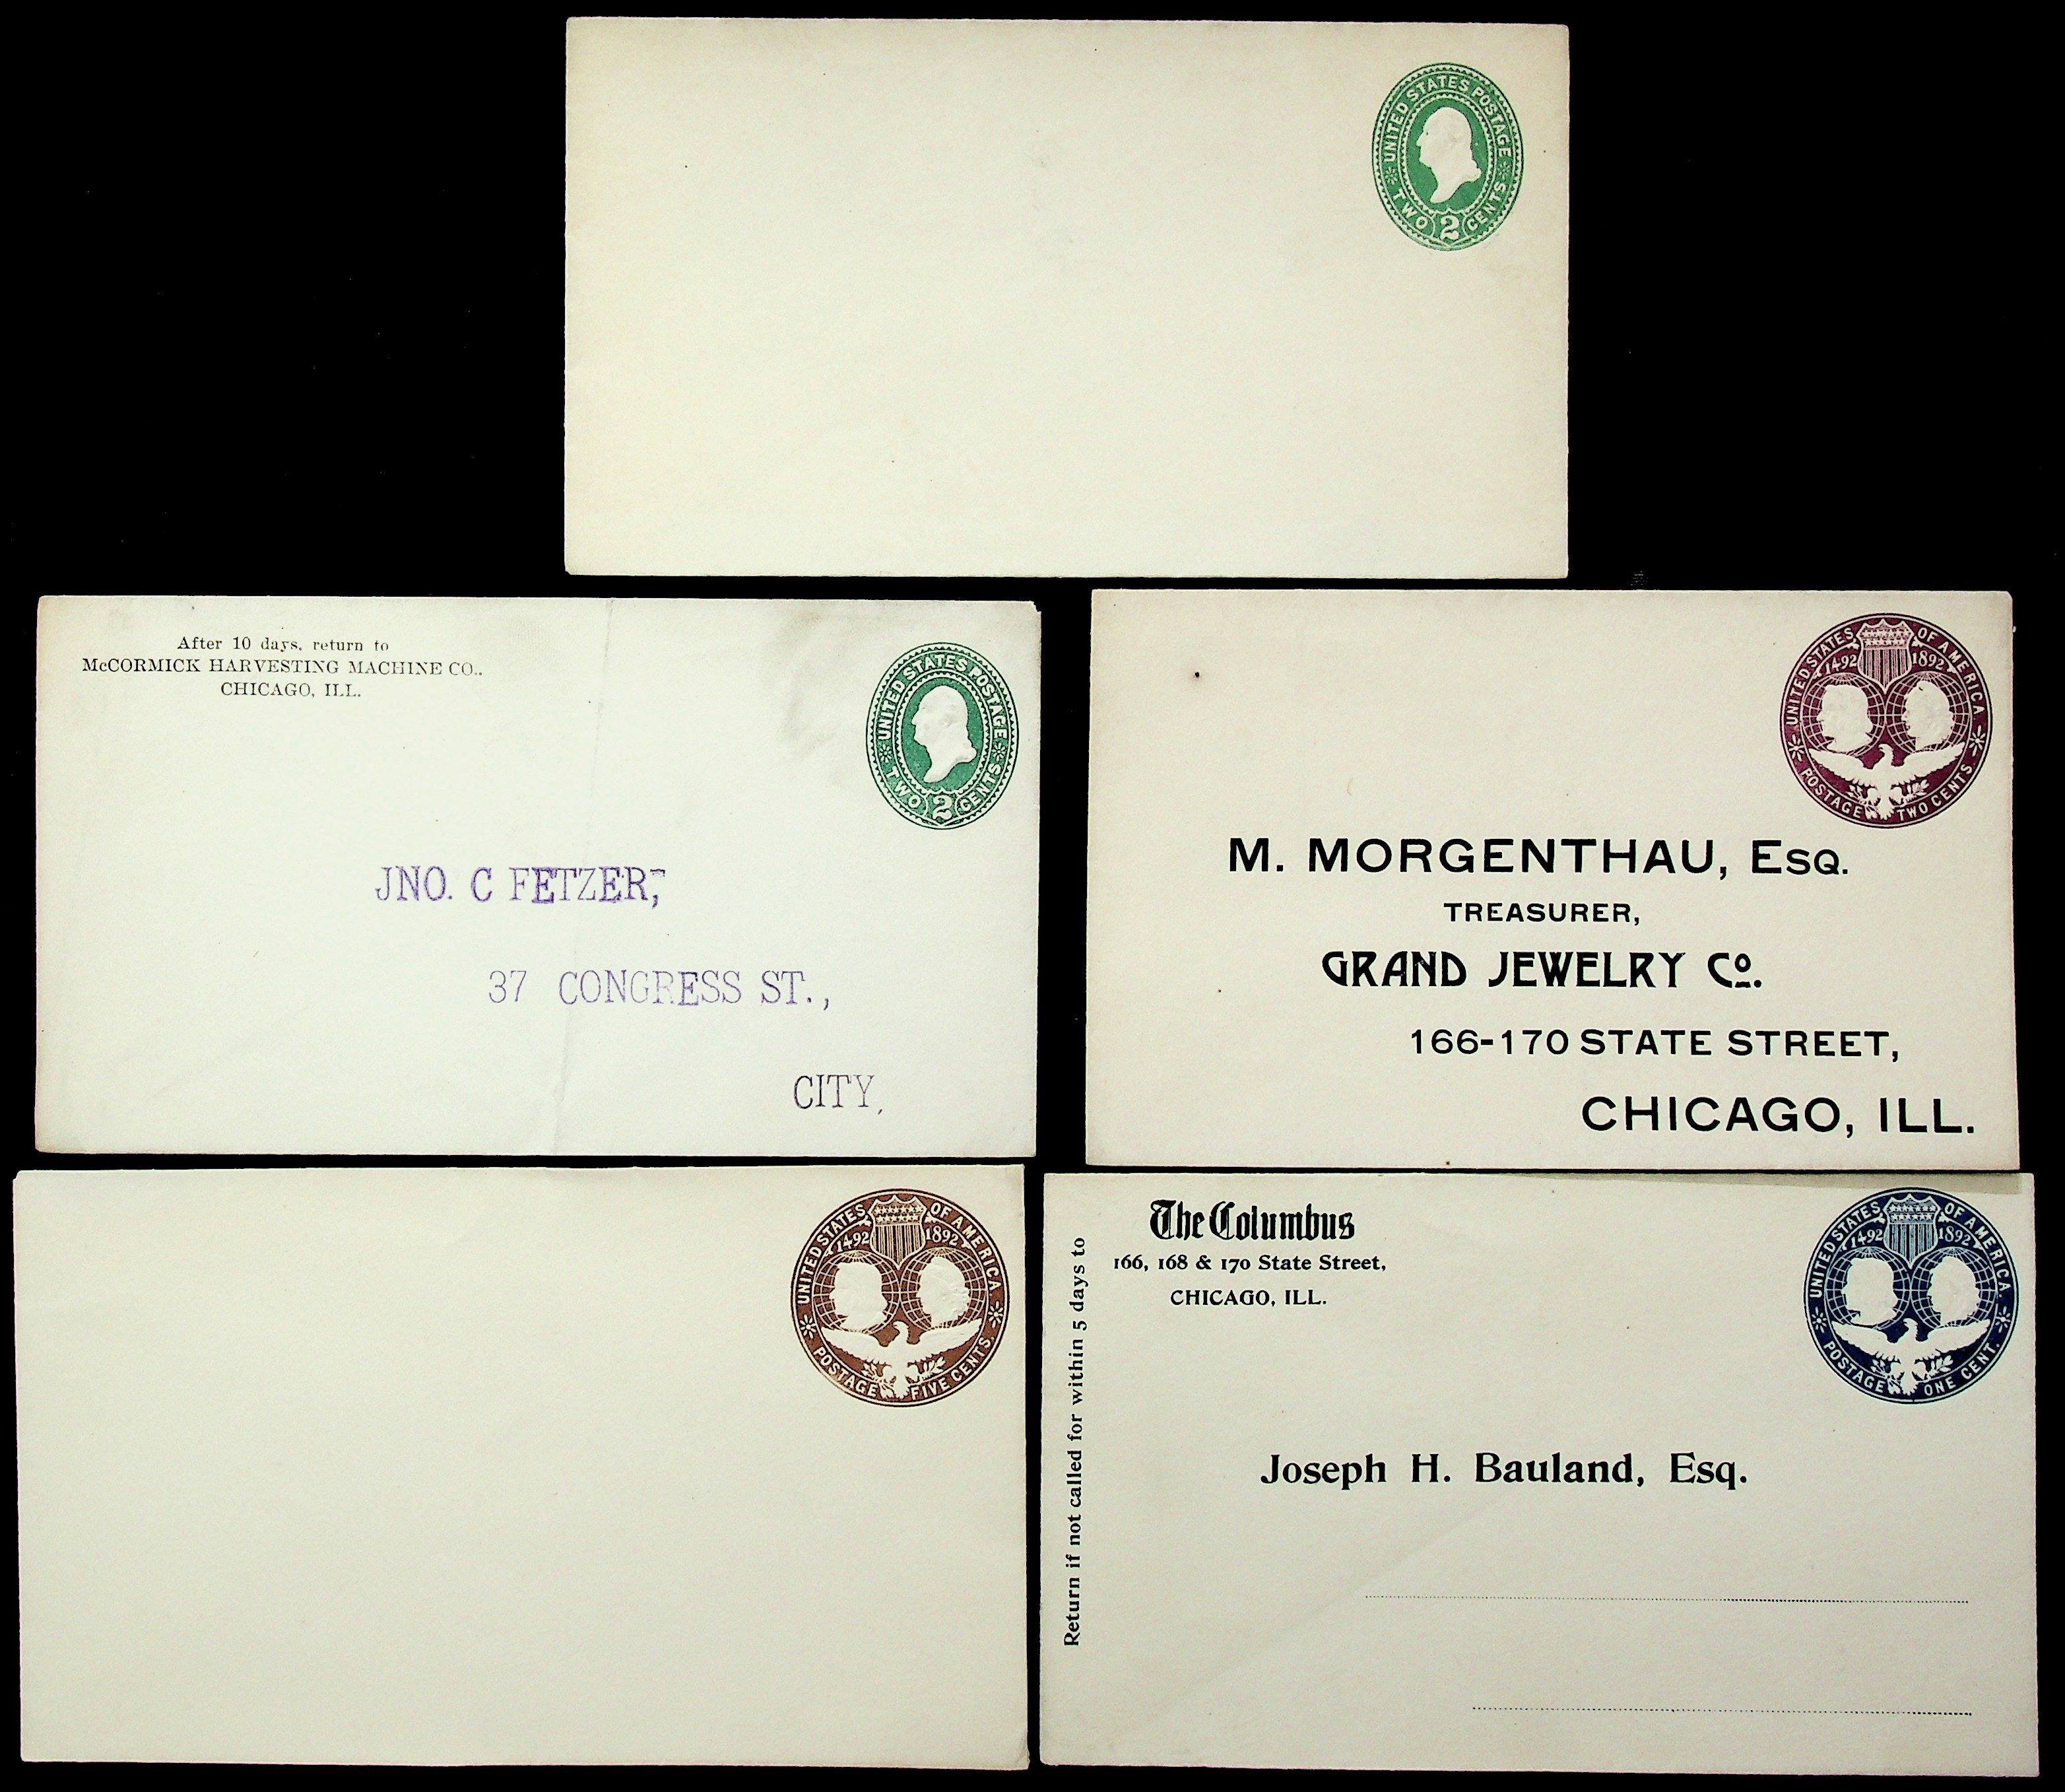 UNITED STATES POSTAGE
TWO 2 CENTS
After 10 days, return to
McCORMICK HARVESTING MACHINE CO.,
CHICAGO, ILL.
UNITED STATES POSTAGE
TWO 2 CENTS
JNO. C FETZER,
37 CONGRESS ST.,
CITY,
UNITED STATES OF AMERICA
1492 1892
POSTAGE TWO CENTS
M. MORGENTHAU, ESQ.
TREASURER,
GRAND JEWELRY Co.
166-170 STATE STREET,
CHICAGO, ILL.
UNITED STATES OF AMERICA
1492 1892
POSTAGE FIVE CENTS
Return if not called for within 5 days to
The Columbus
166, 168 & 170 State Street,
CHICAGO, ILL.
UNITED STATES OF AMERICA
1492 1892
POSTAGE ONE CENT.
Joseph H. Bauland, Esq.